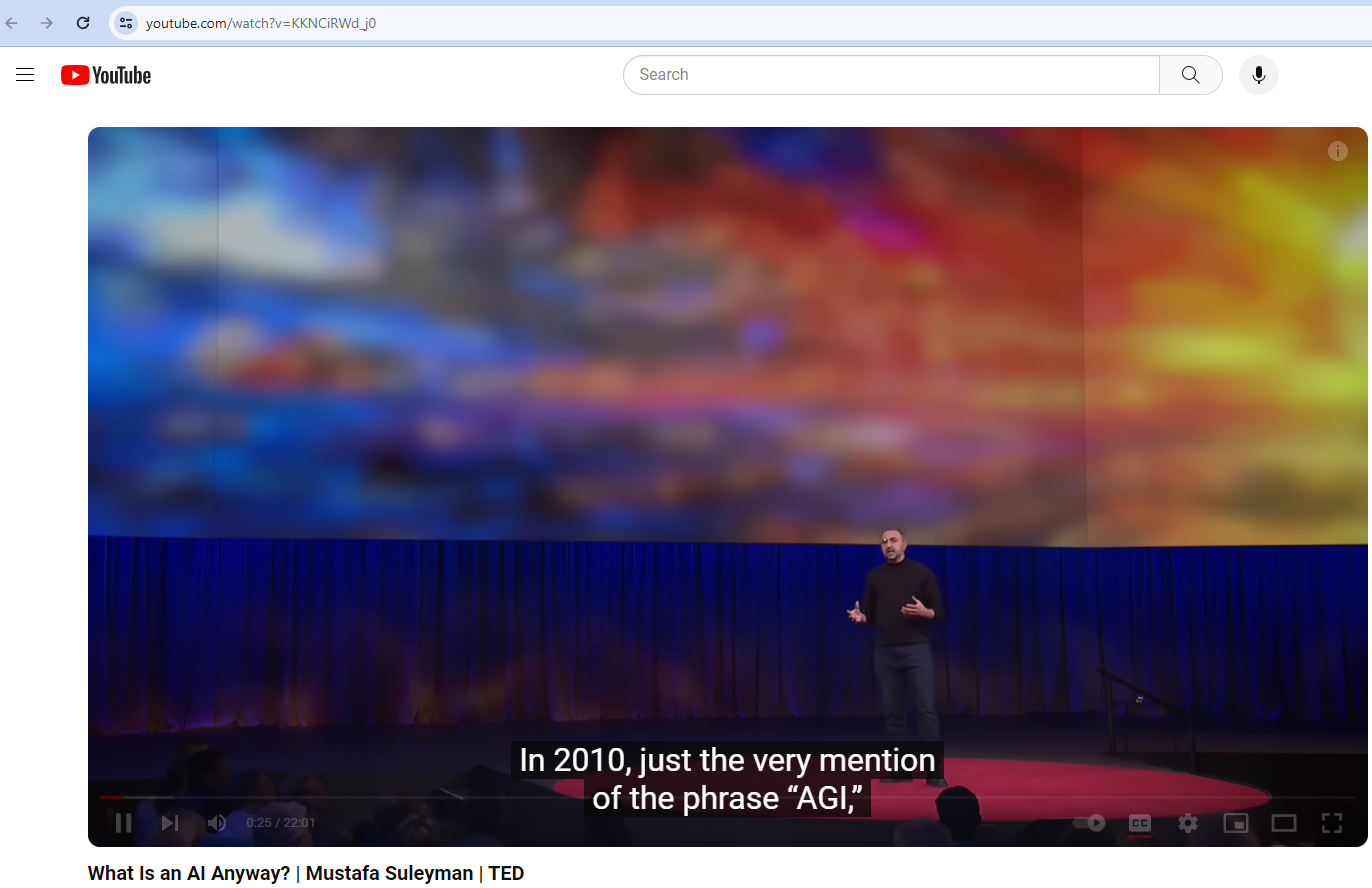 youtube.com/watch?v=KKNCiRWd_j0
YouTube
Search
In 2010, just the very mention
of the phrase “AGI,”
0:25 / 22:01
CC
What Is an AI Anyway? | Mustafa Suleyman | TED